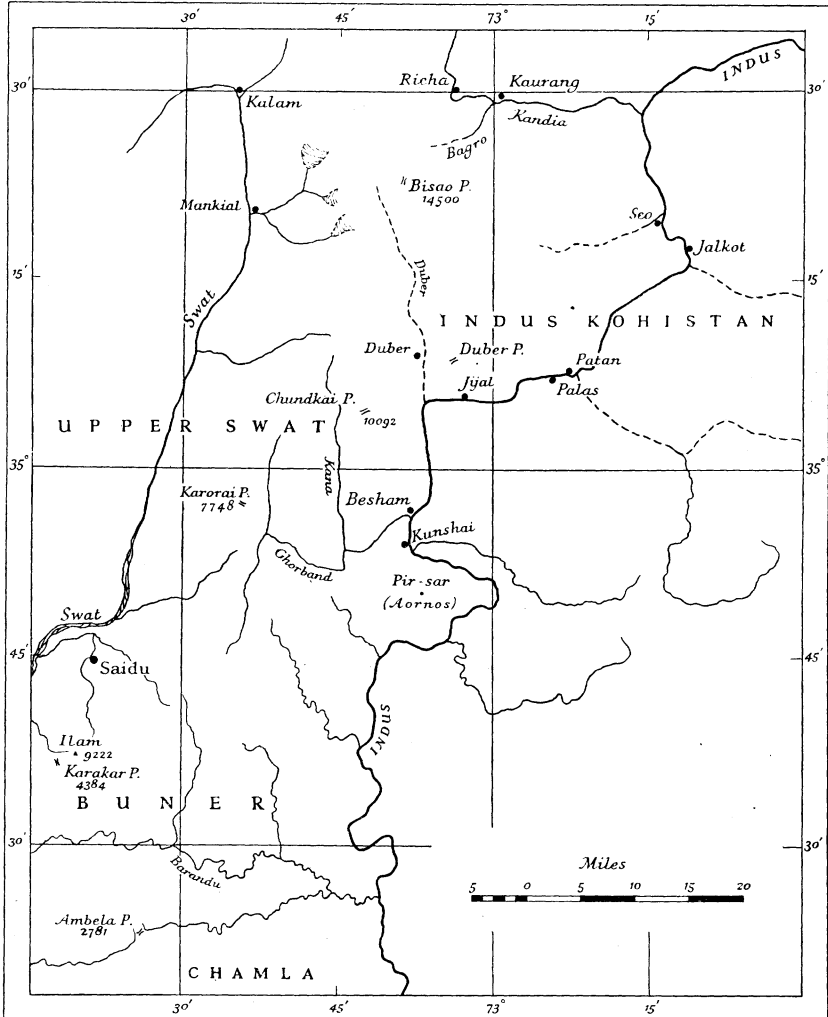 30′ 45′ 73° 15′
INDUS
30′ Richa Kaurang 30′
Kalam Kandia
Bagro
Bisao P.
14500
Mankial
Seo
Jalkot
15′ 15′
Duber
Swat
INDUS KOHISTAN
Duber Duber P.
Patan
Jijal Palas
Chundkai P.
10092
UPPER SWAT
35° 35°
Kana
Karorai P.
7748
Besham
Kunshai
Ghorband
Pir-sar
(Aornos)
Swat
45′ 45′
Saidu
INDUS
Ilam
9222
Karakar P.
4384
BUNER
30′ 30′
Barandu
Miles
5 0 5 10 15 20
Ambela P.
2781
CHAMLA
30′ 45′ 73° 15′